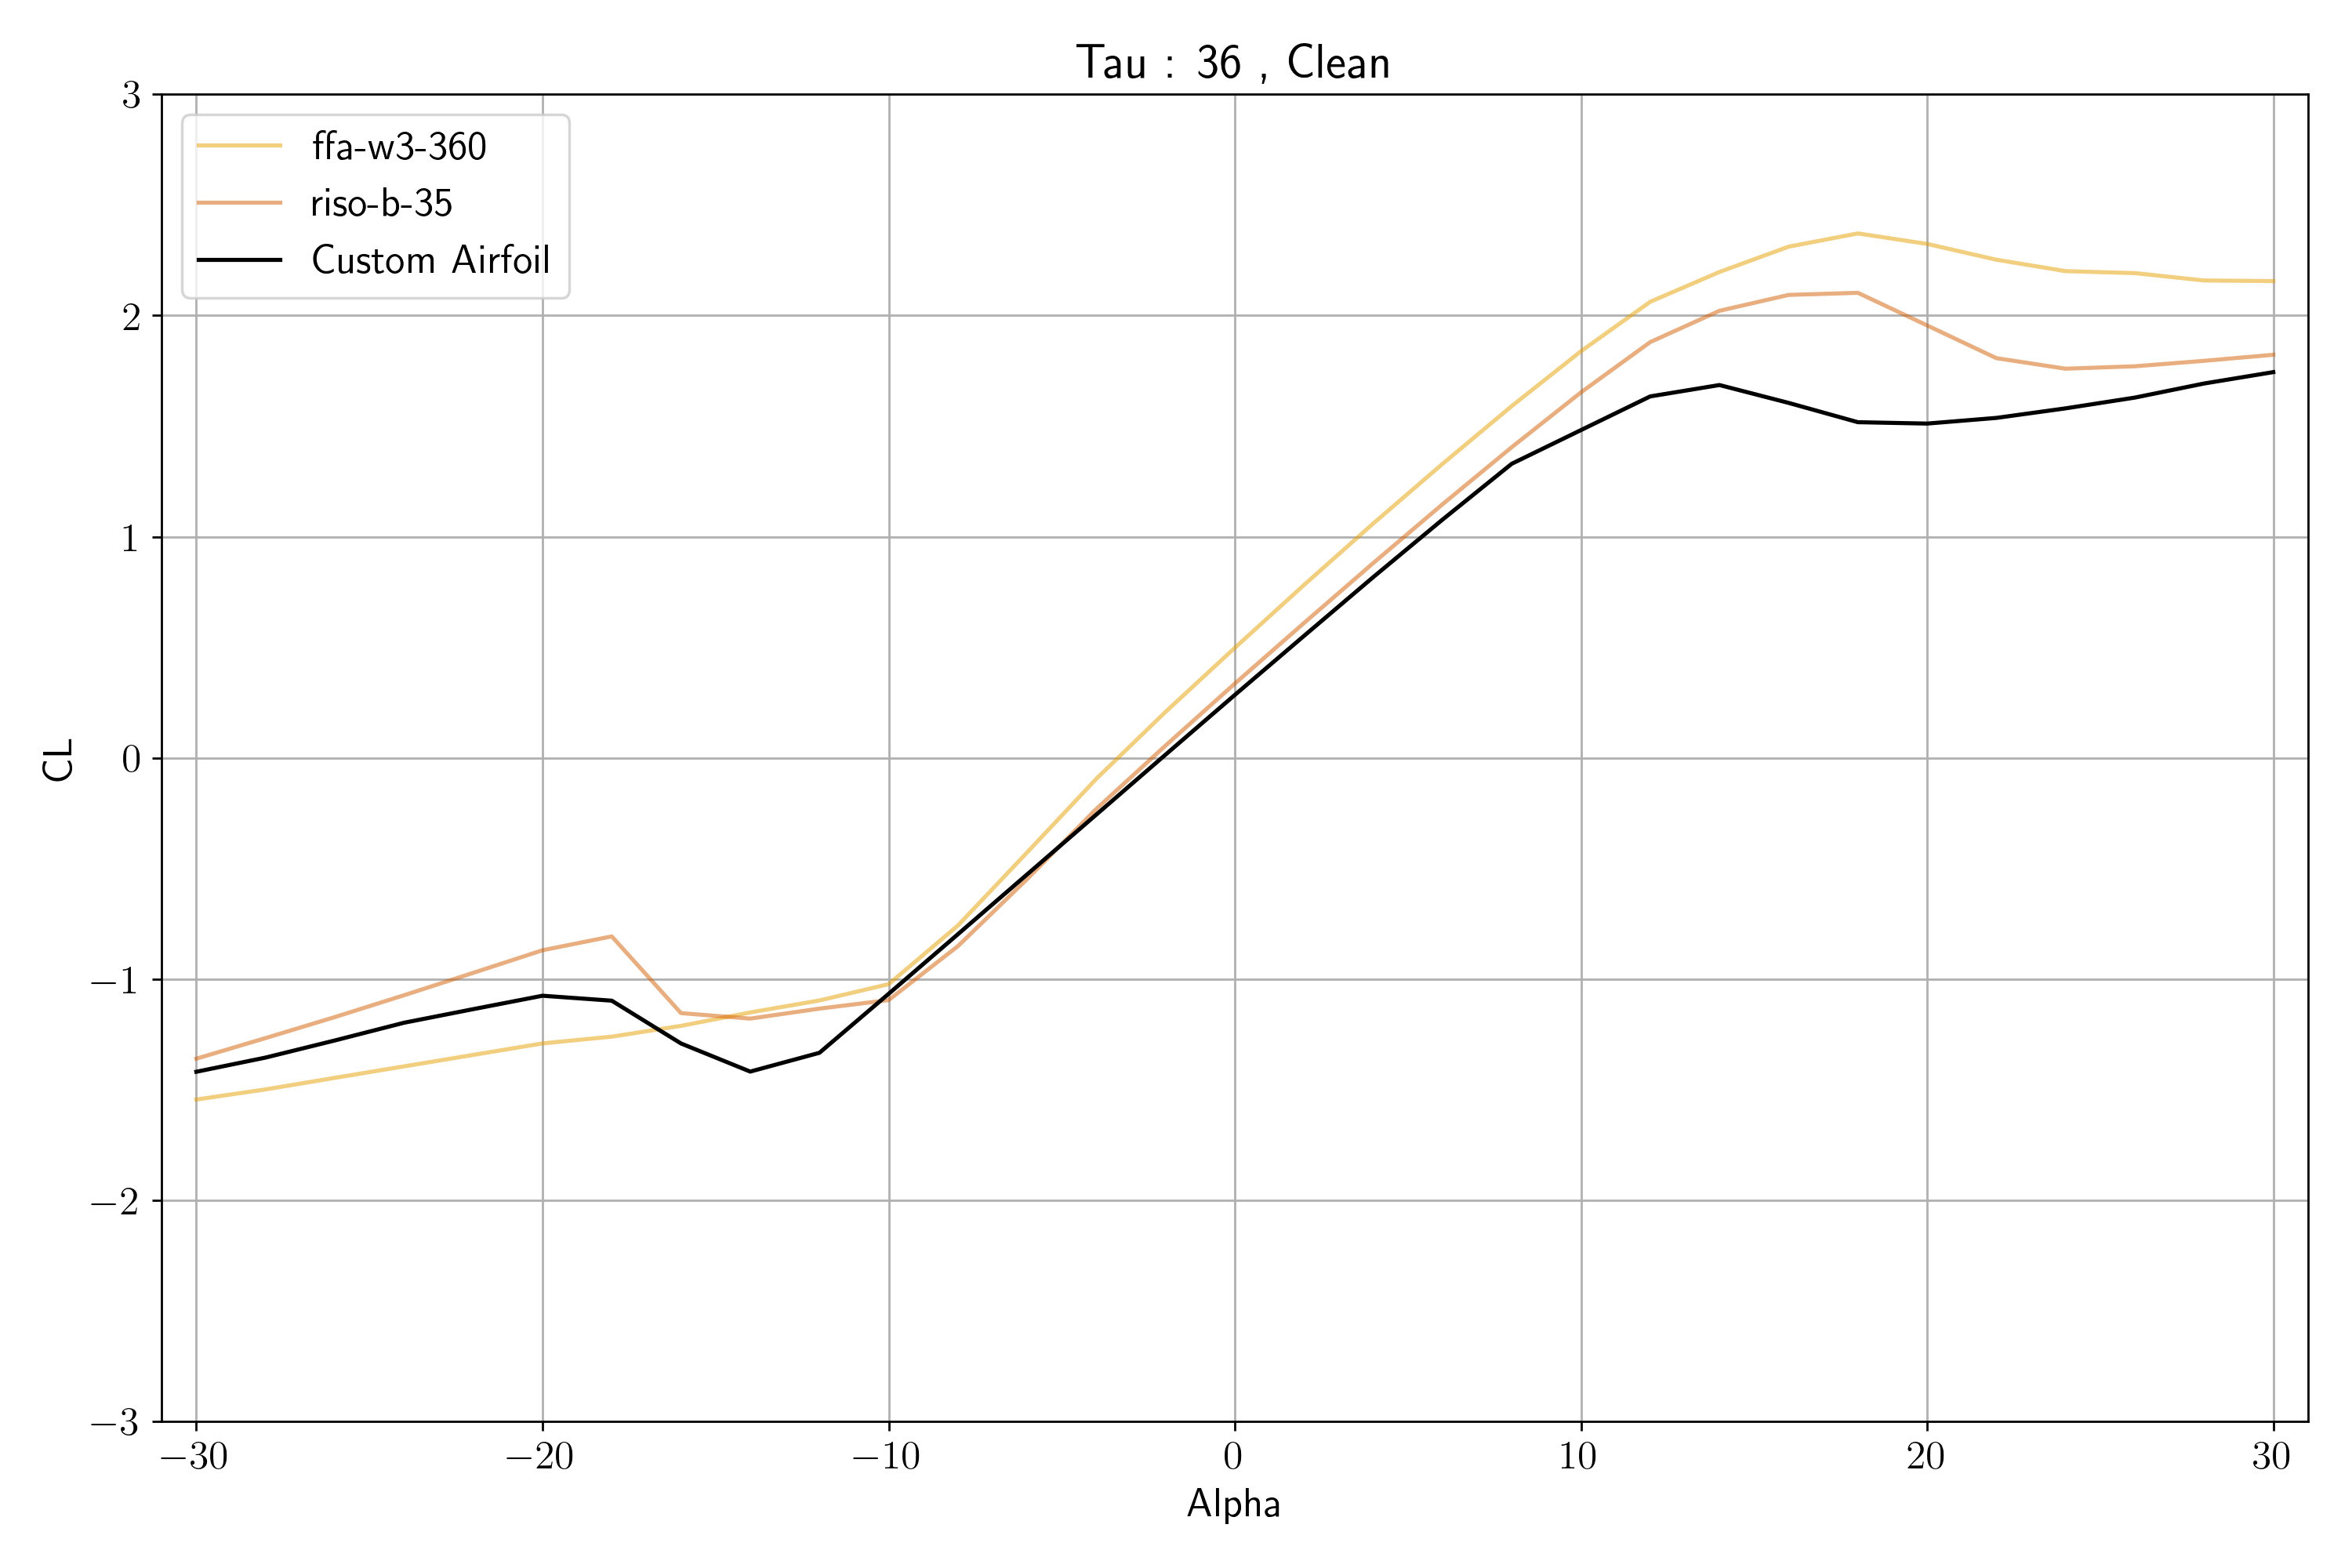 Tau : 36 , Clean
3
ffa-w3-360
riso-b-35
Custom Airfoil
2
1
0
−1
−2
−3
CL
−30 −20 −10 0 10 20 30
Alpha